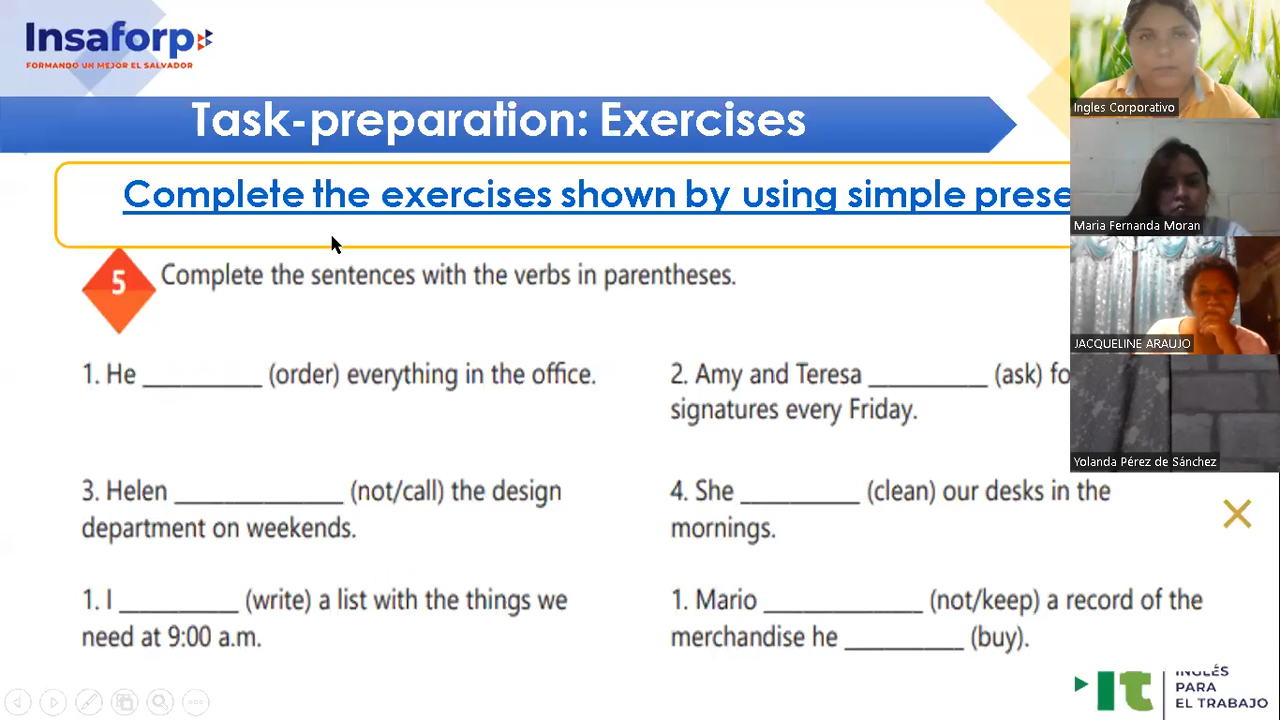 Insaforp
FORMANDO UN MEJOR EL SALVADOR
Task-preparation: Exercises
Complete the exercises shown by using simple prese
5
Complete the sentences with the verbs in parentheses.
1. He __________ (order) everything in the office.
2. Amy and Teresa __________ (ask) fo
signatures every Friday.
3. Helen ______________ (not/call) the design
department on weekends.
4. She __________ (clean) our desks in the
mornings.
1. I __________ (write) a list with the things we
need at 9:00 a.m.
1. Mario _____________ (not/keep) a record of the
merchandise he __________ (buy).
Ingles Corporativo
Maria Fernanda Moran
JACQUELINE ARAUJO
Yolanda Pérez de Sánchez
It
INGLÉS
PARA
EL TRABAJO